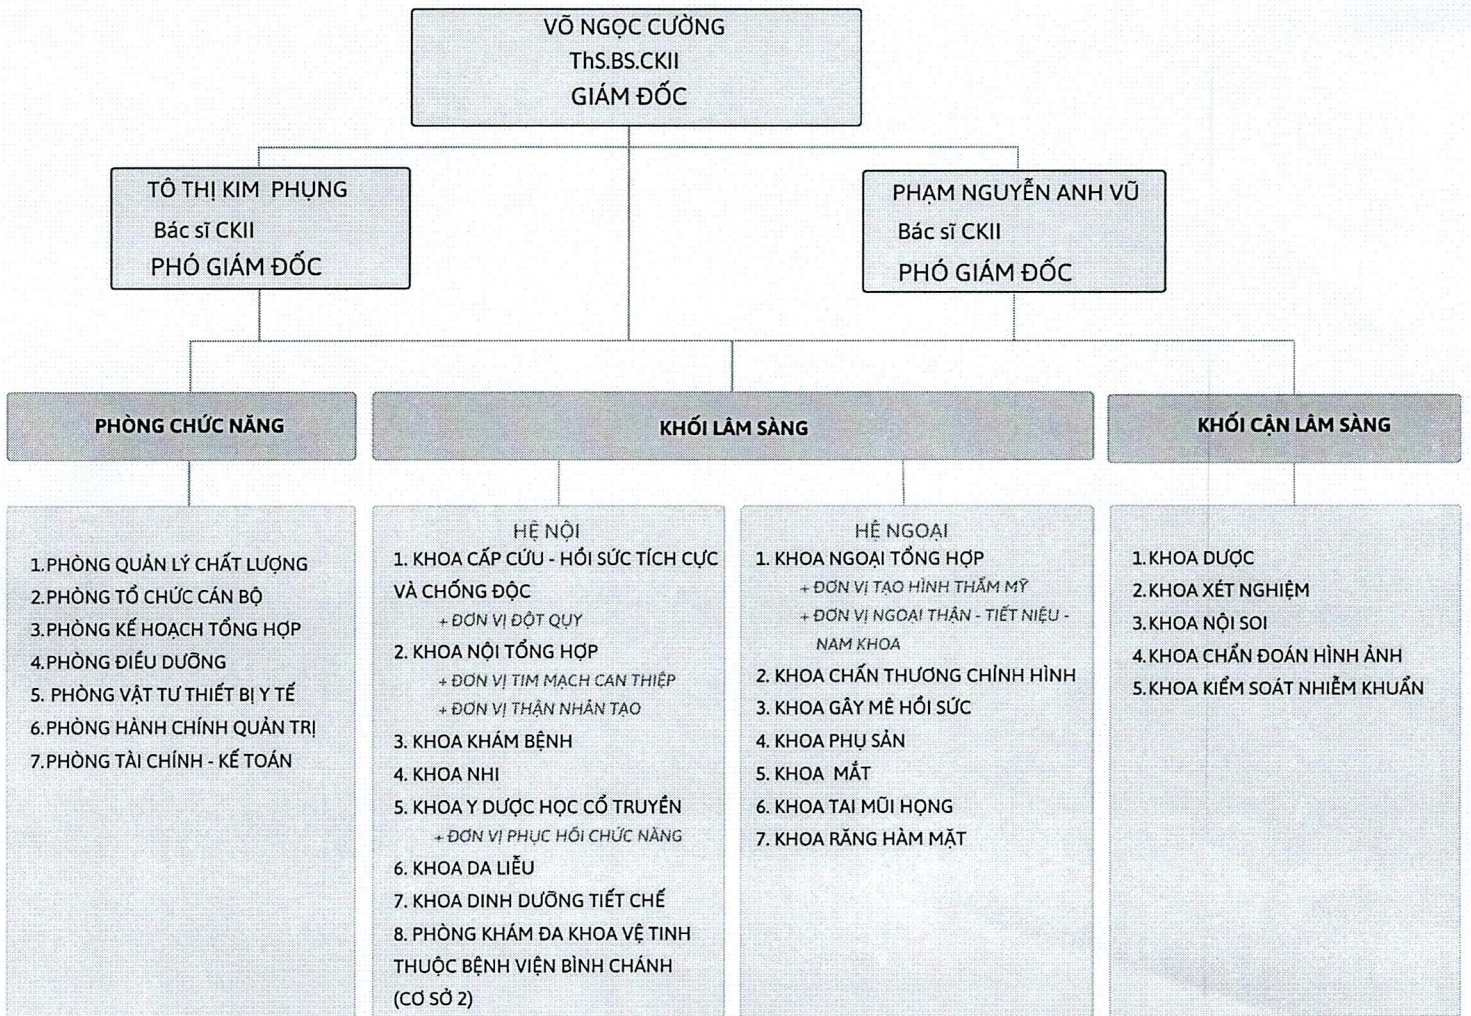 VÕ NGỌC CƯỜNG
ThS.BS.CKII
GIÁM ĐỐC
TÔ THỊ KIM PHỤNG
Bác sĩ CKII
PHÓ GIÁM ĐỐC
PHẠM NGUYỄN ANH VŨ
Bác sĩ CKII
PHÓ GIÁM ĐỐC
PHÒNG CHỨC NĂNG
KHỐI LÂM SÀNG
KHỐI CẬN LÂM SÀNG
1.PHÒNG QUẢN LÝ CHẤT LƯỢNG
2.PHÒNG TỔ CHỨC CÁN BỘ
3.PHÒNG KẾ HOẠCH TỔNG HỢP
4.PHÒNG ĐIỀU DƯỠNG
5. PHÒNG VẬT TƯ THIẾT BỊ Y TẾ
6.PHÒNG HÀNH CHÍNH QUẢN TRỊ
7.PHÒNG TÀI CHÍNH - KẾ TOÁN
HỆ NỘI
1. KHOA CẤP CỨU - HỒI SỨC TÍCH CỰC
VÀ CHỐNG ĐỘC
+ ĐƠN VỊ ĐỘT QUỴ
2. KHOA NỘI TỔNG HỢP
+ ĐƠN VỊ TIM MẠCH CAN THIỆP
+ ĐƠN VỊ THẬN NHÂN TẠO
3. KHOA KHÁM BỆNH
4. KHOA NHI
5. KHOA Y DƯỢC HỌC CỔ TRUYỀN
+ ĐƠN VỊ PHỤC HỒI CHỨC NĂNG
6. KHOA DA LIỄU
7. KHOA DINH DƯỠNG TIẾT CHẾ
8. PHÒNG KHÁM ĐA KHOA VỆ TINH
THUỘC BỆNH VIỆN BÌNH CHÁNH
(CƠ SỞ 2)
HỆ NGOẠI
1. KHOA NGOẠI TỔNG HỢP
+ ĐƠN VỊ TẠO HÌNH THẨM MỸ
+ ĐƠN VỊ NGOẠI THẬN - TIẾT NIỆU -
NAM KHOA
2. KHOA CHẤN THƯƠNG CHỈNH HÌNH
3. KHOA GÂY MÊ HỒI SỨC
4. KHOA PHỤ SẢN
5. KHOA MẮT
6. KHOA TAI MŨI HỌNG
7. KHOA RĂNG HÀM MẶT
1.KHOA DƯỢC
2.KHOA XÉT NGHIỆM
3.KHOA NỘI SOI
4.KHOA CHẨN ĐOÁN HÌNH ẢNH
5.KHOA KIỂM SOÁT NHIỄM KHUẨN